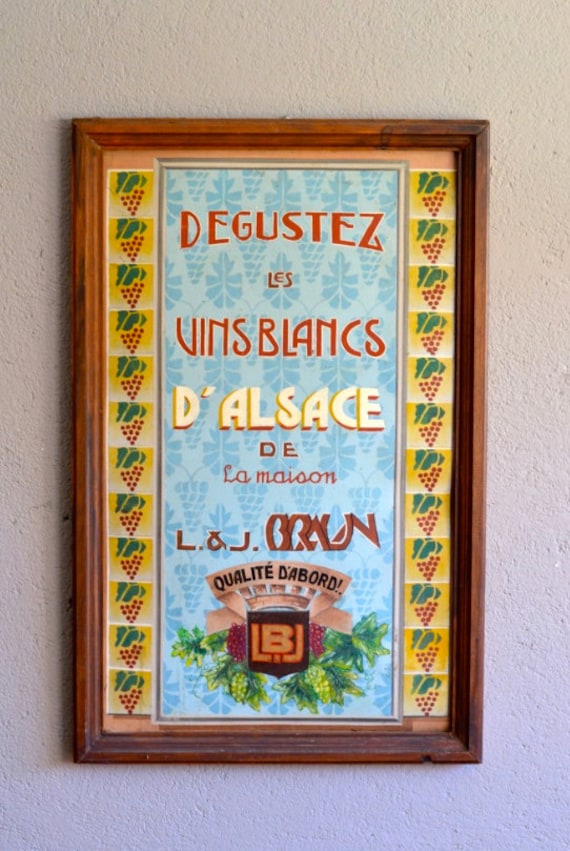 DEGUSTEZ
LES
VINS BLANCS
D'ALSACE
DE
La maison
L.&J. BRAUN
QUALITÉ D'ABORD!..
LBJ